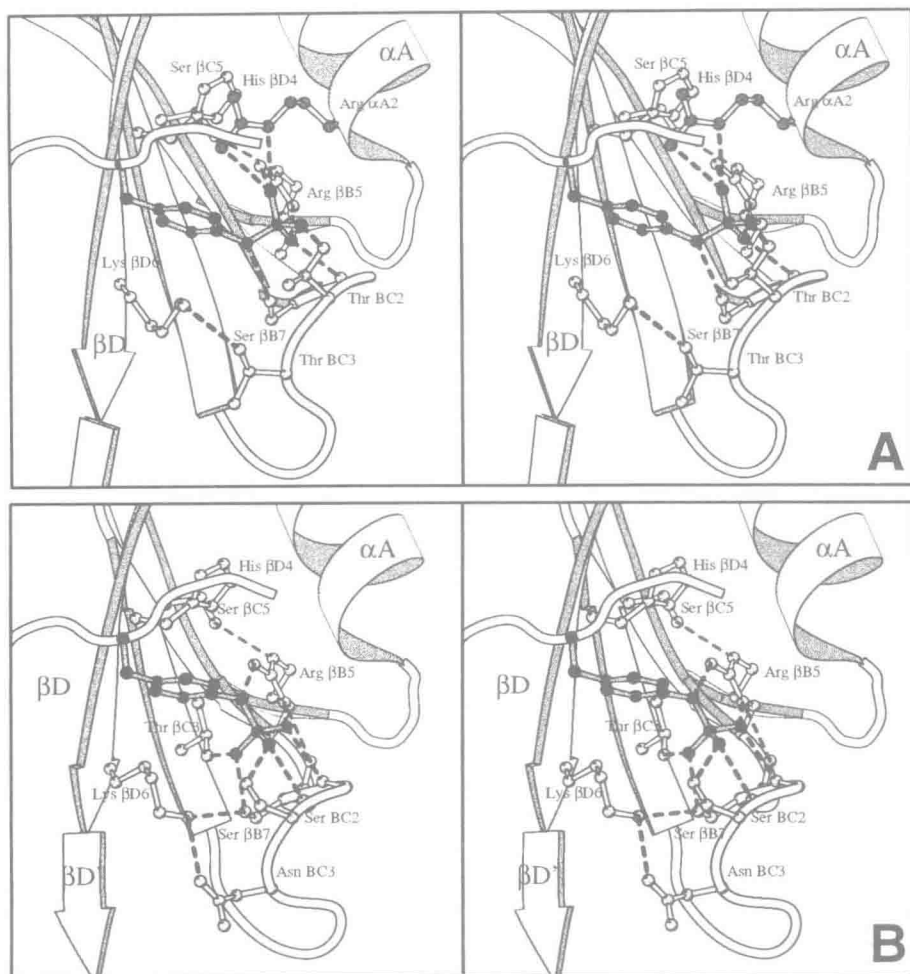 Ser βC5
His βD4
αA
Arg αA2
Arg βB5
Lys βD6
Thr BC2
Ser βB7
βD
Thr BC3
Ser βC5
His βD4
αA
Arg αA2
Arg βB5
Lys βD6
Thr BC2
Ser βB7
βD
Thr BC3
A
His βD4
αA
Ser βC5
Arg βB5
βD
Lys βD6
Ser BC2
Ser βB7
βD'
Asn BC3
His βD4
αA
Ser βC5
Arg βB5
βD
Lys βD6
Ser BC2
Ser βB7
βD'
Asn BC3
B